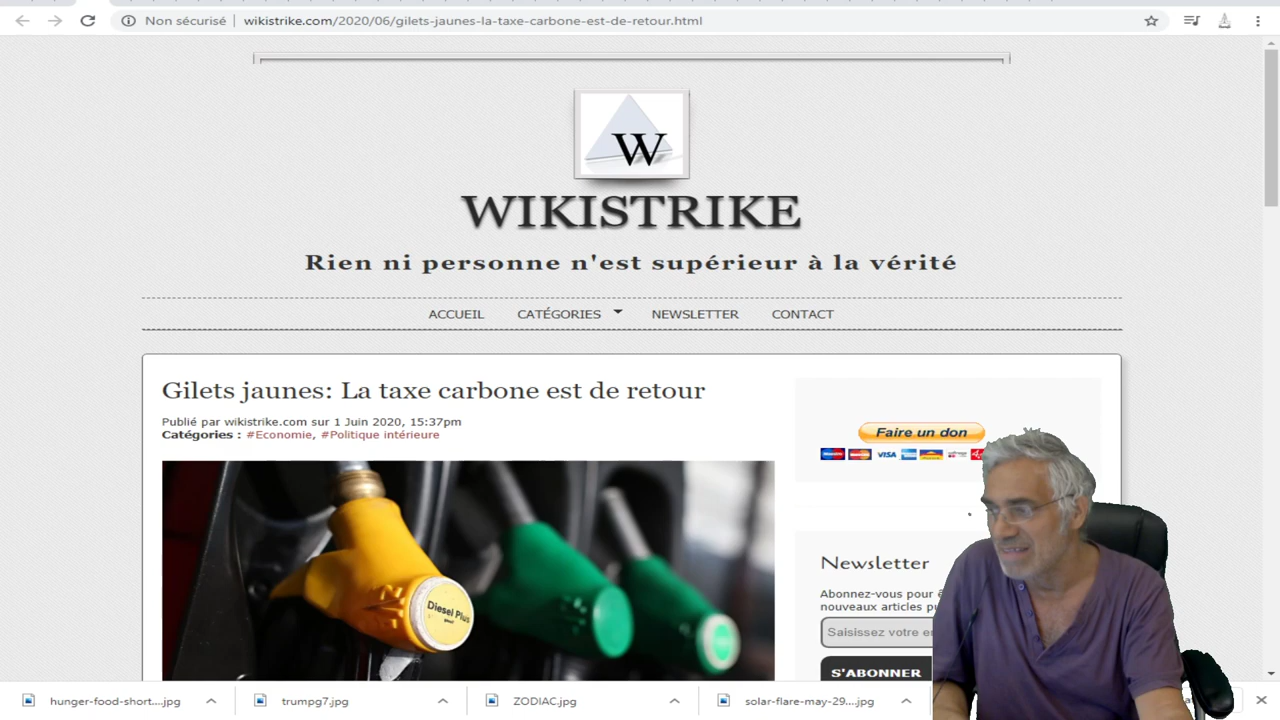 Non sécurisé | wikistrike.com/2020/06/gilets-jaunes-la-taxe-carbone-est-de-retour.html
W
WIKISTRIKE
Rien ni personne n'est supérieur à la vérité
ACCUEIL CATÉGORIES NEWSLETTER CONTACT
Gilets jaunes: La taxe carbone est de retour
Publié par wikistrike.com sur 1 Juin 2020, 15:37pm
Catégories : #Economie, #Politique intérieure
Faire un don
VISA
Diesel Plus
Newsletter
Abonnez-vous pour
nouveaux articles
Saisissez votre
S'ABONNER
hunger-food-short....jpg
trumpg7.jpg
ZODIAC.jpg
solar-flare-may-29....jpg